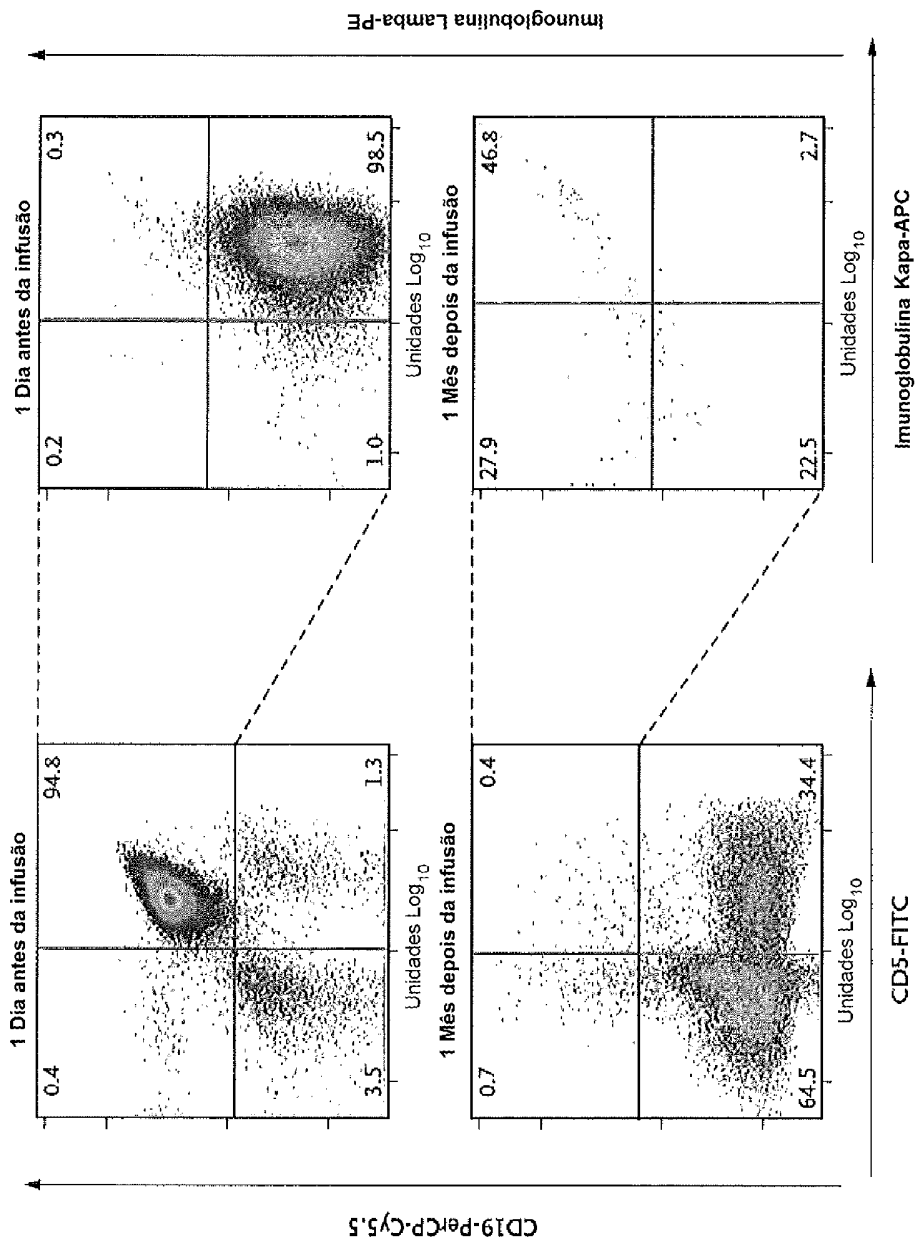 1 Dia antes da infusão
0.4
94.8
3.5
1.3
Unidades Log10
1 Dia antes da infusão
0.2
0.3
1.0
98.5
Unidades Log10
1 Mês depois da infusão
0.7
0.4
64.5
34.4
Unidades Log10
1 Mês depois da infusão
27.9
46.8
22.5
2.7
Unidades Log10
CD19-PerCP-Cy5.5
CD5-FITC
Imunoglobulina Lamba-PE
Imunoglobulina Kapa-APC